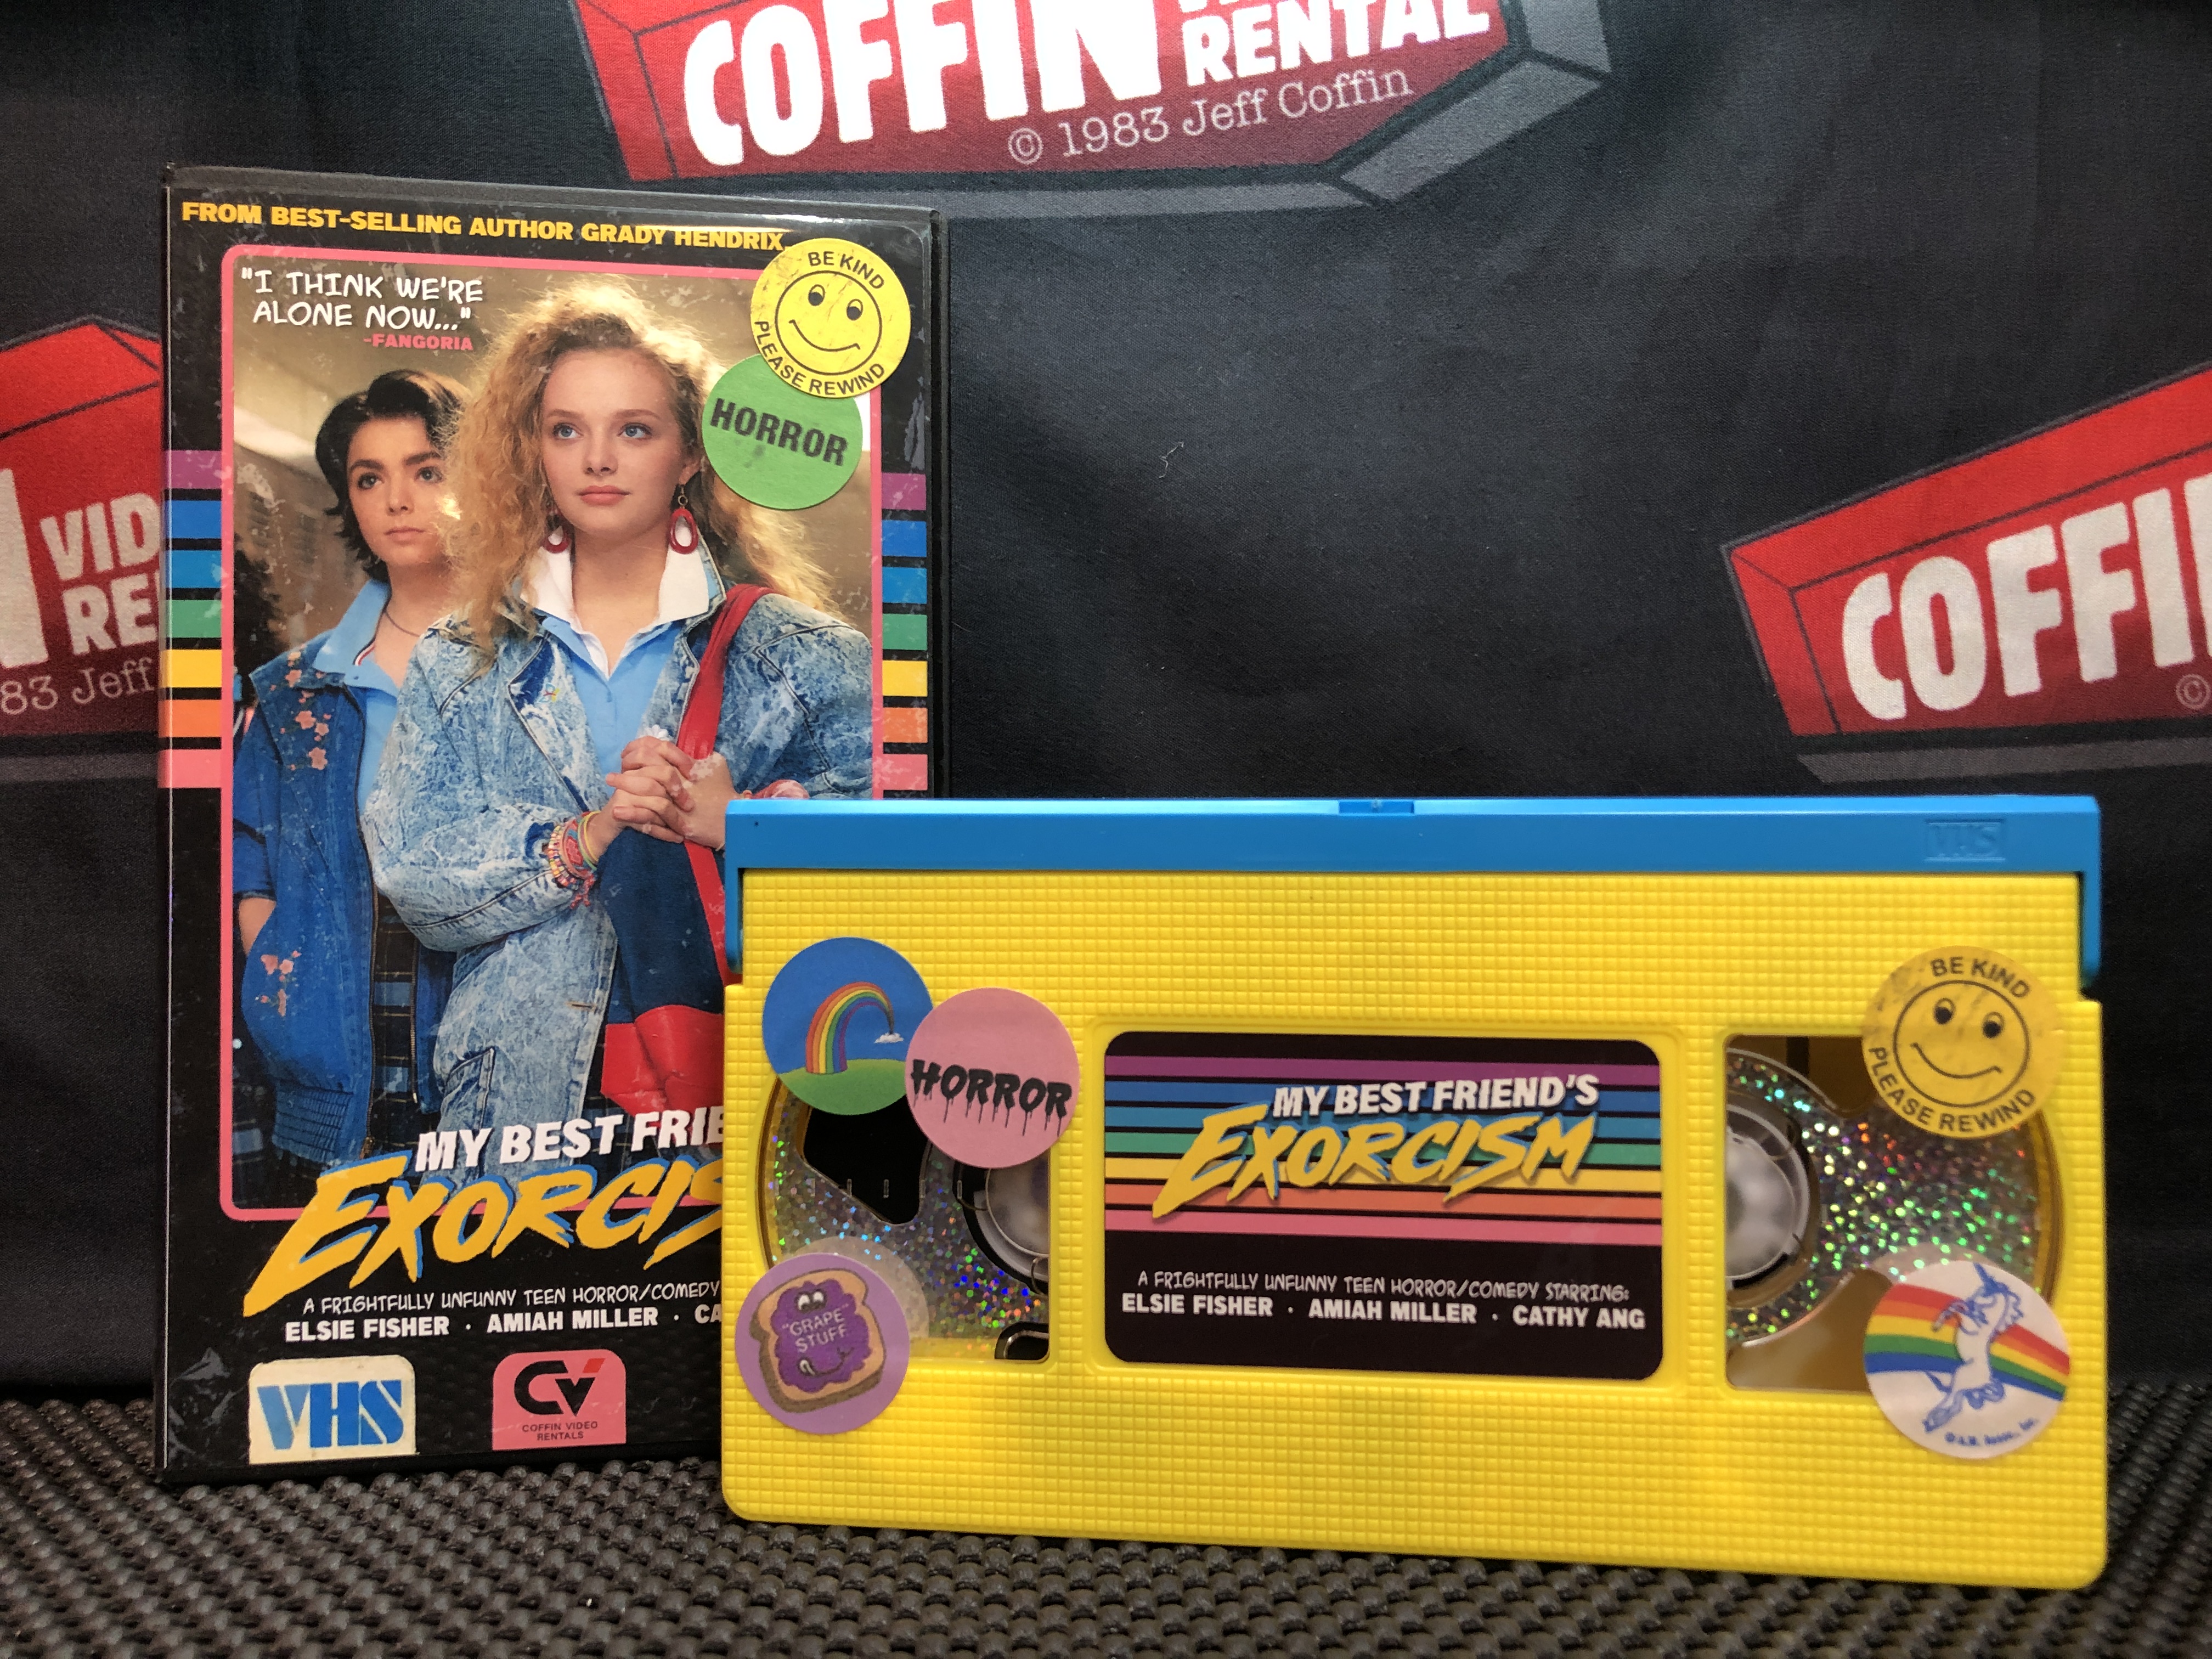 COFFIN
RENTAL
© 1983 Jeff Coffin
VID
RE
83 Jeff
COFFI
©
FROM BEST-SELLING AUTHOR GRADY HENDRIX
"I THINK WE'RE
ALONE NOW..."
-FANGORIA
BE KIND
PLEASE REWIND
HORROR
MY BEST FRIE
EXORCIS
A FRIGHTFULLY UNFUNNY TEEN HORROR/COMEDY
ELSIE FISHER · AMIAH MILLER · CA
VHS
CV
COFFIN VIDEO
RENTALS
VHS
HORROR
BE KIND
PLEASE REWIND
MY BEST FRIEND'S
EXORCISM
A FRIGHTFULLY UNFUNNY TEEN HORROR/COMEDY STARRING:
ELSIE FISHER · AMIAH MILLER · CATHY ANG
"GRAPE"
STUFF